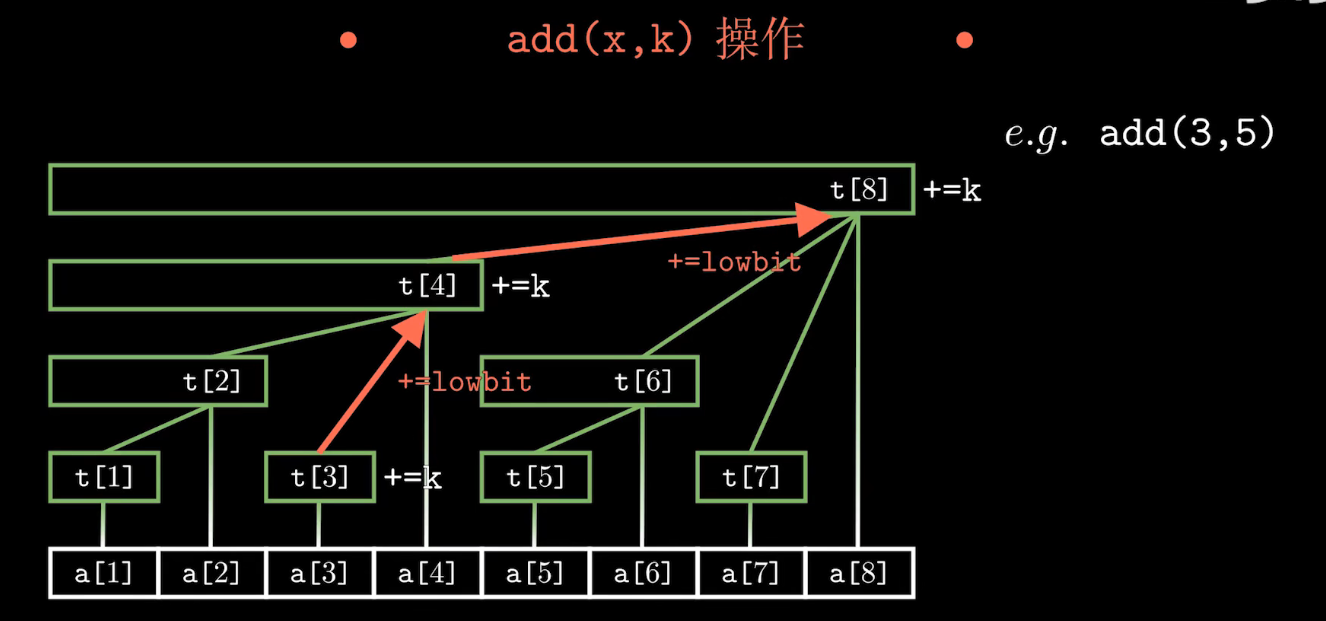 add(x,k) 操作
e.g. add(3,5)
t[8] +=k
+=lowbit
t[4] +=k
t[2] +=lowbit t[6]
t[1] t[3] +=k t[5] t[7]
a[1] a[2] a[3] a[4] a[5] a[6] a[7] a[8]